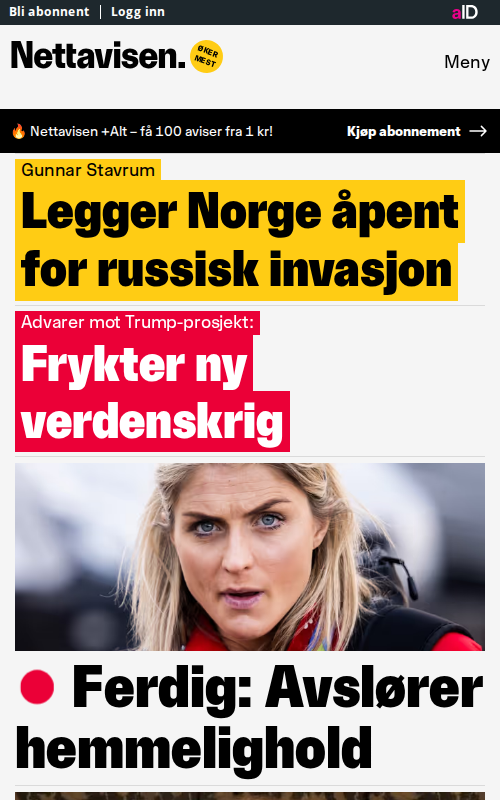 Bli abonnent | Logg inn
aID
Nettavisen. ØKER
MEST
Meny
🔥 Nettavisen +Alt – få 100 aviser fra 1 kr! Kjøp abonnement →
Gunnar Stavrum
Legger Norge åpent
for russisk invasjon
Advarer mot Trump-prosjekt:
Frykter ny
verdenskrig
Ferdig: Avslører
hemmelighold